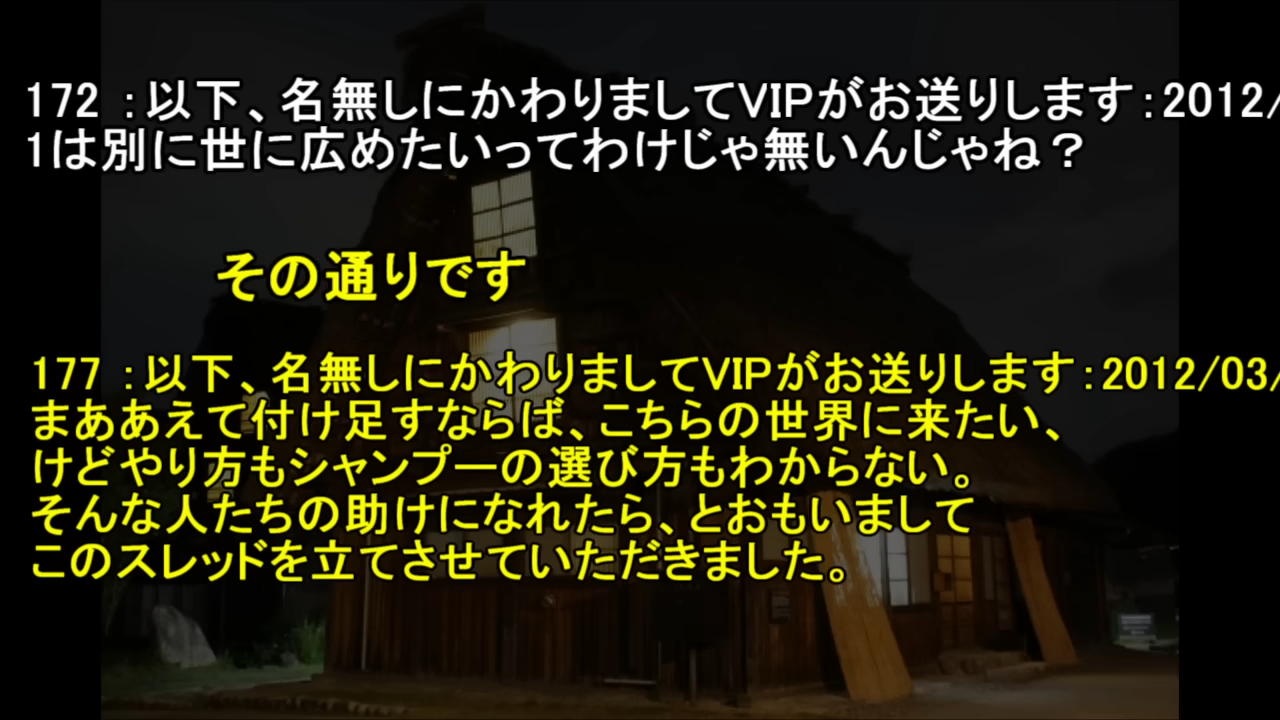 172 :以下、名無しにかわりましてVIPがお送りします:2012/
1は別に世に広めたいってわけじゃ無いんじゃね?
その通りです
177 :以下、名無しにかわりましてVIPがお送りします:2012/03/
まああえて付け足すならば、こちらの世界に来たい、
けどやり方もシャンプーの選び方もわからない。
そんな人たちの助けになれたら、とおもいまして
このスレッドを立てさせていただきました。